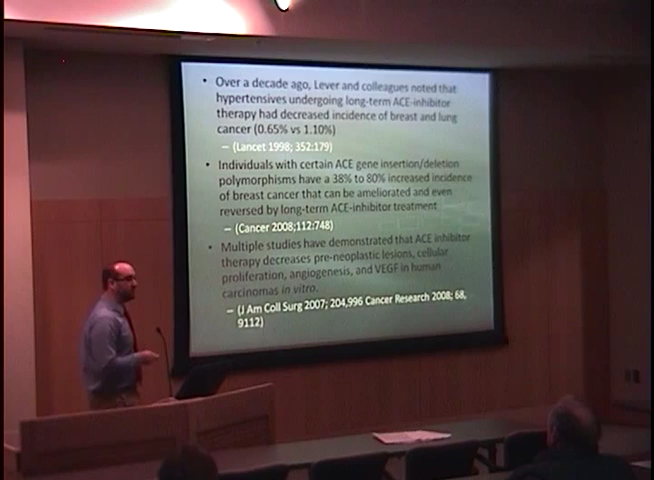 • Over a decade ago, Lever and colleagues noted that
hypertensives undergoing long-term ACE-inhibitor
therapy had decreased incidence of breast and lung
cancer (0.65% vs 1.10%)
– (Lancet 1998; 352:179)
• Individuals with certain ACE gene insertion/deletion
polymorphisms have a 38% to 80% increased incidence
of breast cancer that can be ameliorated and even
reversed by long-term ACE-inhibitor treatment
– (Cancer 2008;112:748)
• Multiple studies have demonstrated that ACE inhibitor
therapy decreases pre-neoplastic lesions, cellular
proliferation, angiogenesis, and VEGF in human
carcinomas in vitro.
– (J Am Coll Surg 2007; 204,996 Cancer Research 2008; 68,
9112)